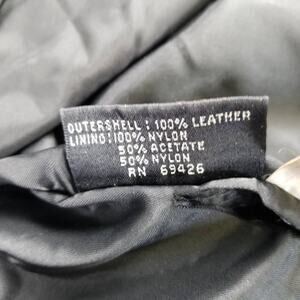 OUTERSHELL: 100% LEATHER
LINING:100% NYLON
50% ACETATE
50% NYLON
RN 69426